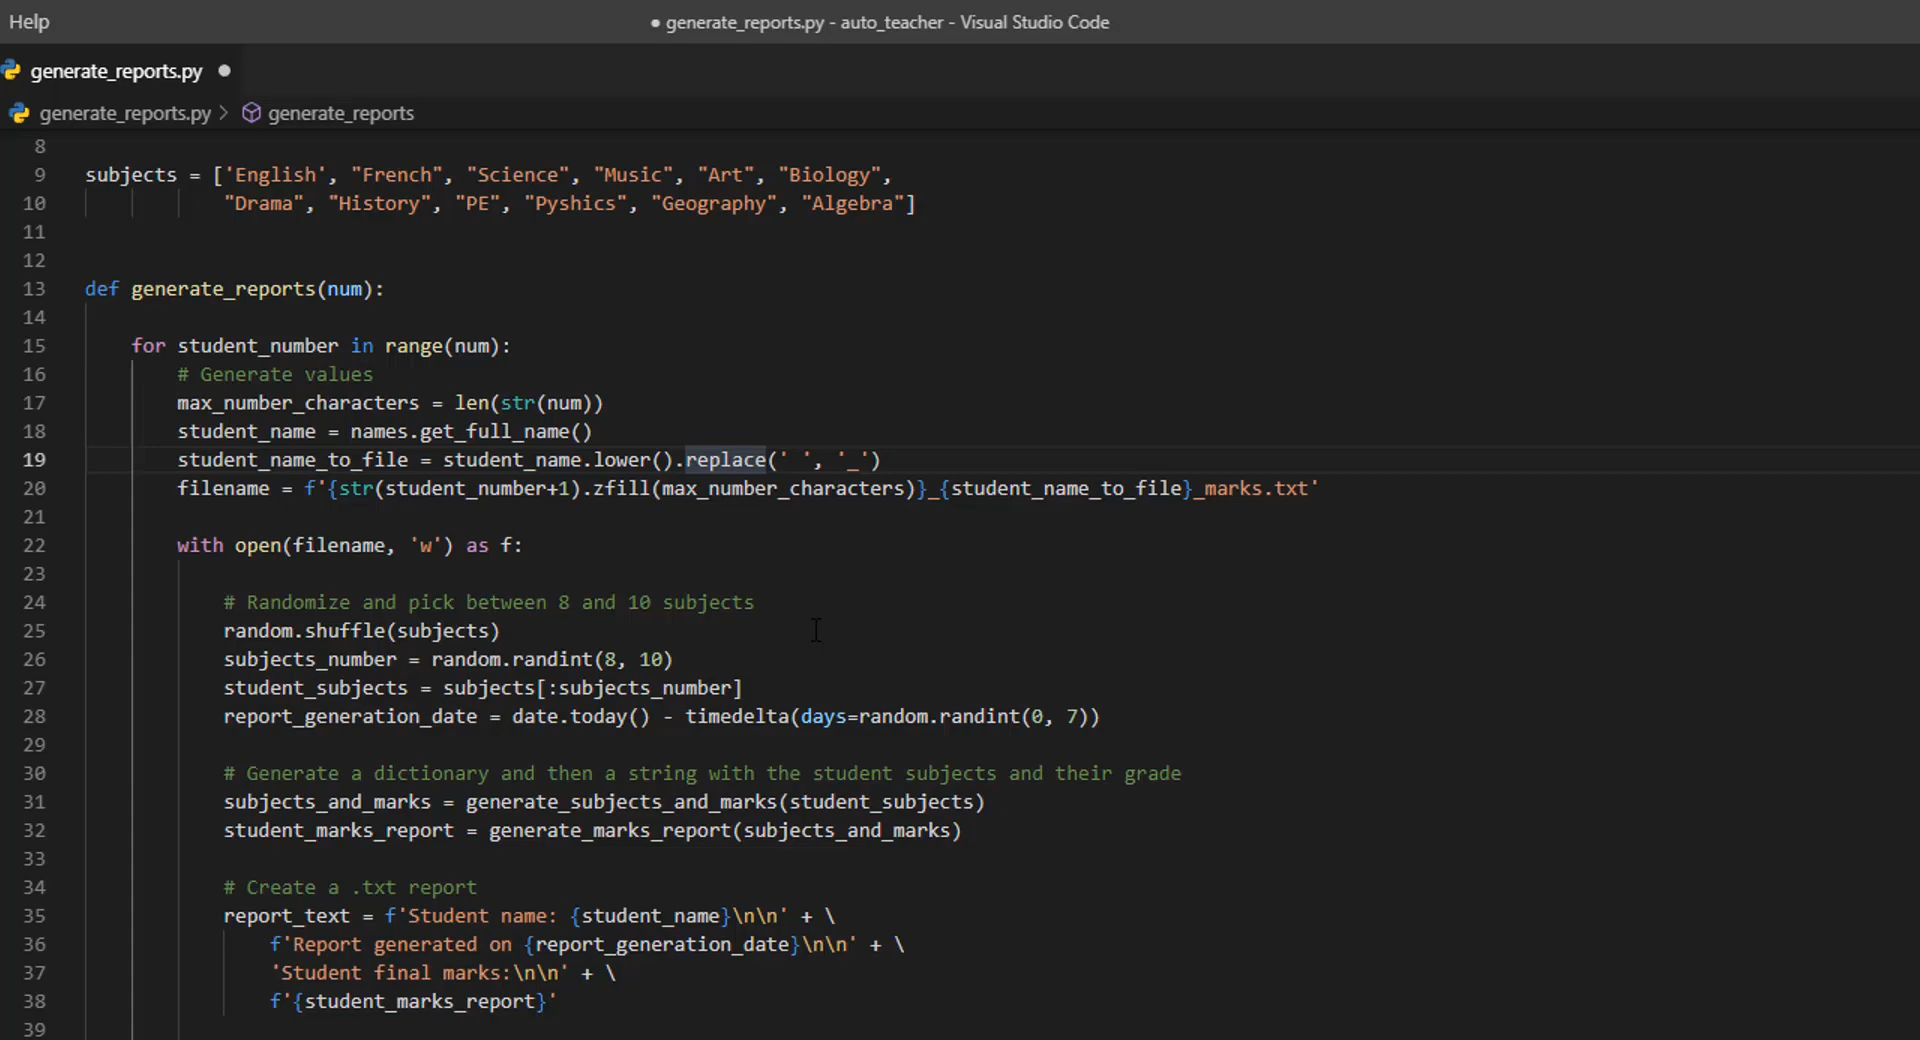 Help
● generate_reports.py - auto_teacher - Visual Studio Code
generate_reports.py ●
generate_reports.py > generate_reports
8
9 subjects = ['English', "French", "Science", "Music", "Art", "Biology",
10 "Drama", "History", "PE", "Pyshics", "Geography", "Algebra"]
11
12
13 def generate_reports(num):
14
15 for student_number in range(num):
16 # Generate values
17 max_number_characters = len(str(num))
18 student_name = names.get_full_name()
19 student_name_to_file = student_name.lower().replace(' ', '_')
20 filename = f'{str(student_number+1).zfill(max_number_characters)}_{student_name_to_file}_marks.txt'
21
22 with open(filename, 'w') as f:
23
24 # Randomize and pick between 8 and 10 subjects
25 random.shuffle(subjects)
26 subjects_number = random.randint(8, 10)
27 student_subjects = subjects[:subjects_number]
28 report_generation_date = date.today() - timedelta(days=random.randint(0, 7))
29
30 # Generate a dictionary and then a string with the student subjects and their grade
31 subjects_and_marks = generate_subjects_and_marks(student_subjects)
32 student_marks_report = generate_marks_report(subjects_and_marks)
33
34 # Create a .txt report
35 report_text = f'Student name: {student_name}\n\n' + \
36 f'Report generated on {report_generation_date}\n\n' + \
37 'Student final marks:\n\n' + \
38 f'{student_marks_report}'
39